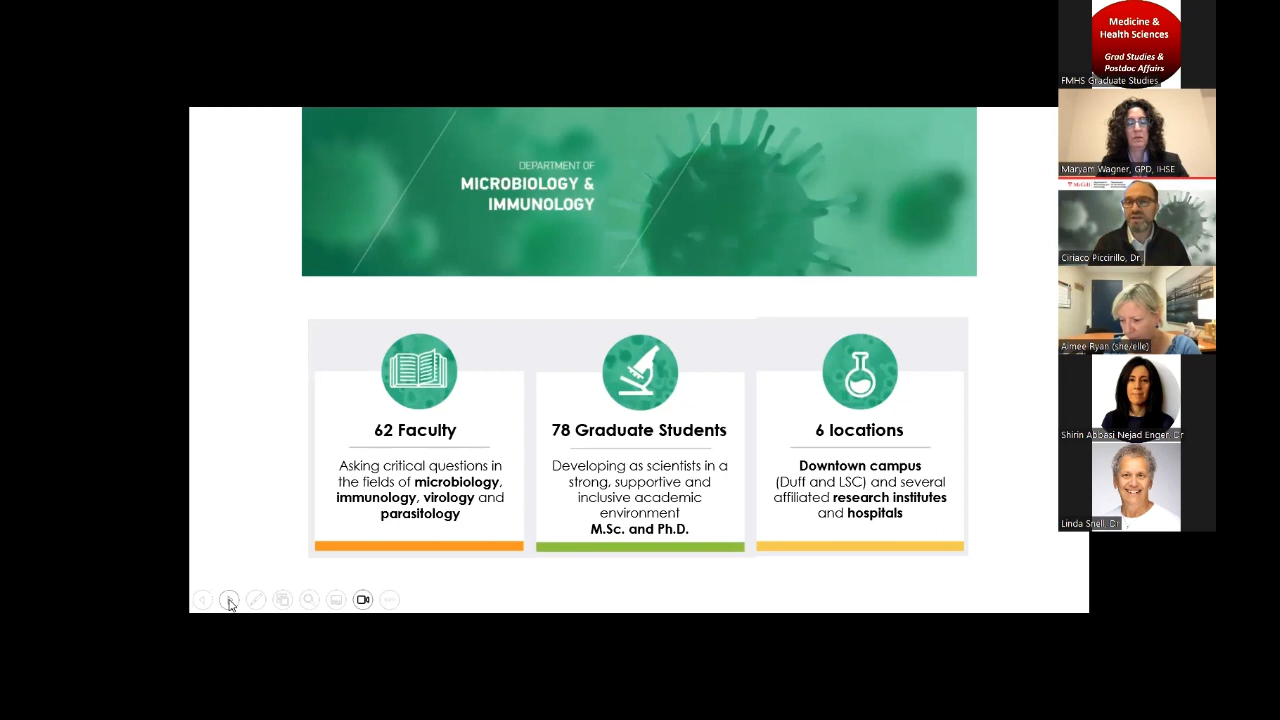 DEPARTMENT OF
MICROBIOLOGY &
IMMUNOLOGY
62 Faculty
Asking critical questions in
the fields of microbiology,
immunology, virology and
parasitology
78 Graduate Students
Developing as scientists in a
strong, supportive and
inclusive academic
environment
M.Sc. and Ph.D.
6 locations
Downtown campus
(Duff and LSC) and several
affiliated research institutes
and hospitals
Medicine &
Health Sciences
Grad Studies &
Postdoc Affairs
FMHS Graduate Studies
Maryam Wagner, GPD, IHSE
McGill
Ciriaco Piccirillo, Dr.
Aimee Ryan (she/elle)
Shirin Abbasi Nejad Enger, Dr
Linda Snell, Dr